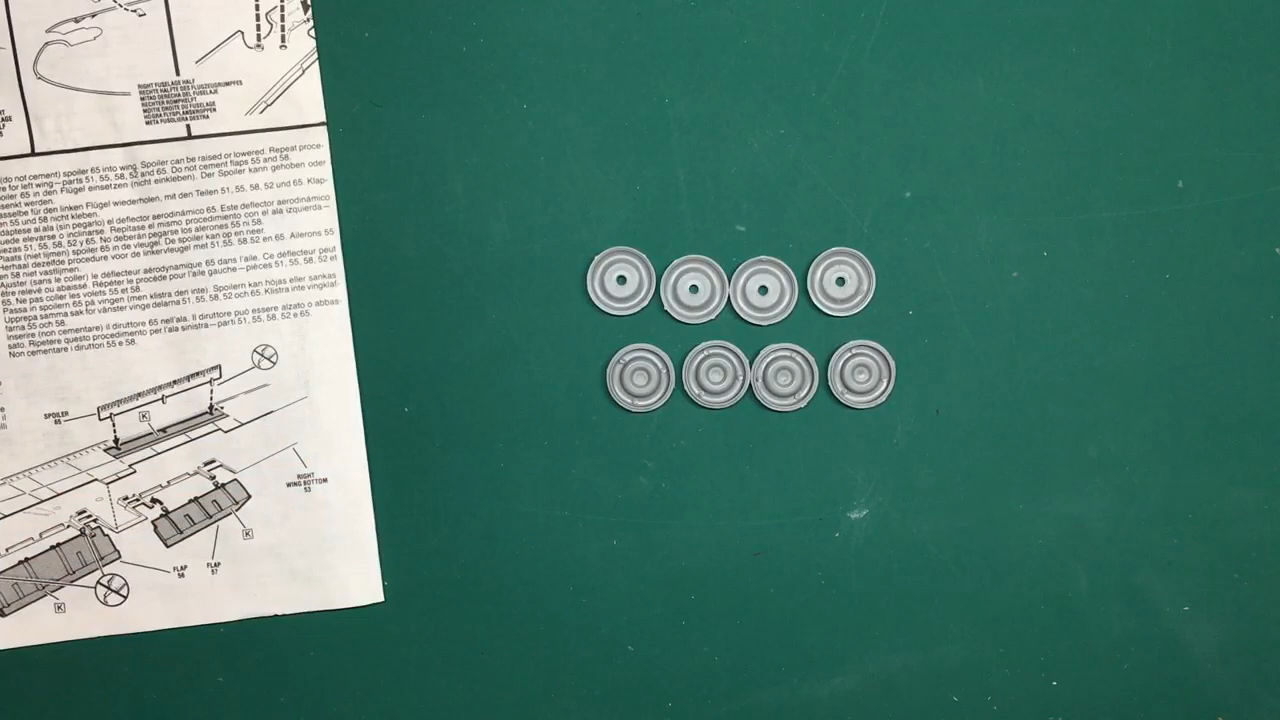 RT
AGE
LF
5
RIGHT FUSELAGE HALF
RECHTE HALFTE DES FLUGZEUGRUMPFES
MITAD DERECHA DEL FUSELAJE
RECHTER ROMPHELFT
MOITIE DROITE DU FUSELAGE
HOGRA FLYGPLANSKROPPEN
META FUSOLIERA DESTRA
(do not cement) spoiler 65 into wing. Spoiler can be raised or lowered. Repeat proce-
re for left wing—parts 51, 55, 58, 52 and 65. Do not cement flaps 55 and 58.
oiler 65 in den Flügel einsetzen (nicht einkleben). Der Spoiler kann gehoben oder
senkt werden.
asselbe für den linken Flügel wiederholen, mit den Teilen 51, 55, 58, 52 und 65. Klap-
en 55 und 58 nicht kleben.
dáptese al ala (sin pegarlo) el deflector aerodinámico 65. Este deflector aerodinámico
uede elevarse o inclinarse. Repítase el mismo procedimiento con el ala izquierda—
iezas 51, 55, 58, 52 y 65. No deberán pegarse los alerones 55 ni 58.
Plaats (niet lijmen) spoiler 65 in de vleugel. De spoiler kan op en neer.
Herhaal dezelfde procedure voor de linkervleugel met 51, 55. 58.52 en 65. Ailerons 55
en 58 niet vastlijmen.
Ajuster (sans le coller) le déflecteur aérodynamique 65 dans l'aile. Ce déflecteur peut
être relevé ou abaissé. Répéter le procédé pour l'aile gauche—pièces 51, 55, 58, 52 et
65. Ne pas coller les volets 55 et 58.
Passa in spoilern 65 på vingen (men klistra den inte). Spoilern kan höjas eller sänkas
Upprepa samma sak för vänster vinge delarna 51, 55, 58, 52 och 65. Klistra inte vingklaf-
farna 55 och 58.
Inserire (non cementare) il diruttore 65 nell'ala. Il diruttore può essere alzato o abbas-
sato. Ripetere questo procedimento per l'ala sinistra—parti 51, 55, 58, 52 e 65.
Non cementare i diruttori 55 e 58.
SPOILER
65
K
RIGHT
WING BOTTOM
53
K
FLAP
57
FLAP
56
K